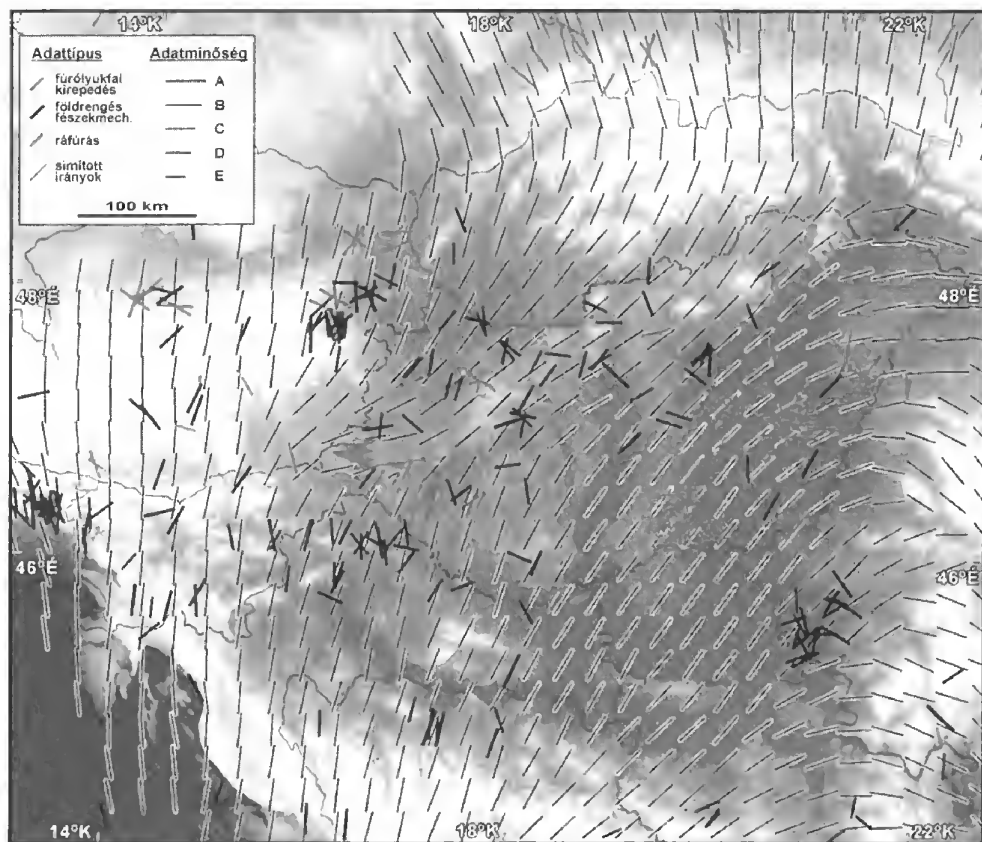 14°K
18°K
22°K
Adattípus
Adatminőség
fúrólyukfal
kirepedés
földrengés
fészekmech.
ráfúrás
simított
irányok
A
B
C
D
E
100 km
48°É
48°É
46°É
46°É
14°K
18°K
22°K